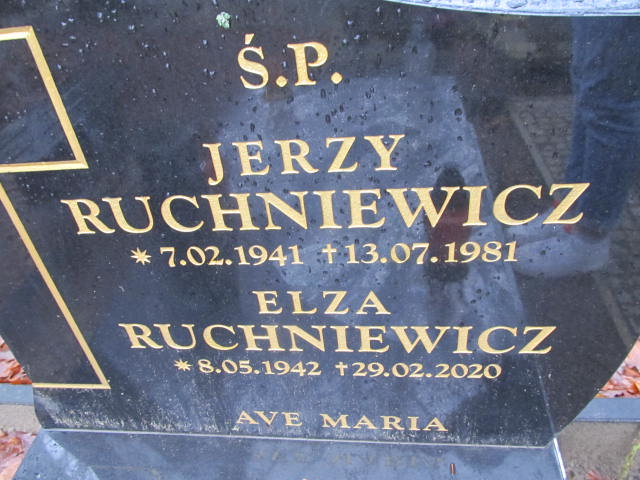 Ś.P.
JERZY
RUCHNIEWICZ
* 7.02.1941 † 13.07.1981
ELZA
RUCHNIEWICZ
* 8.05.1942 † 29.02.2020
AVE MARIA